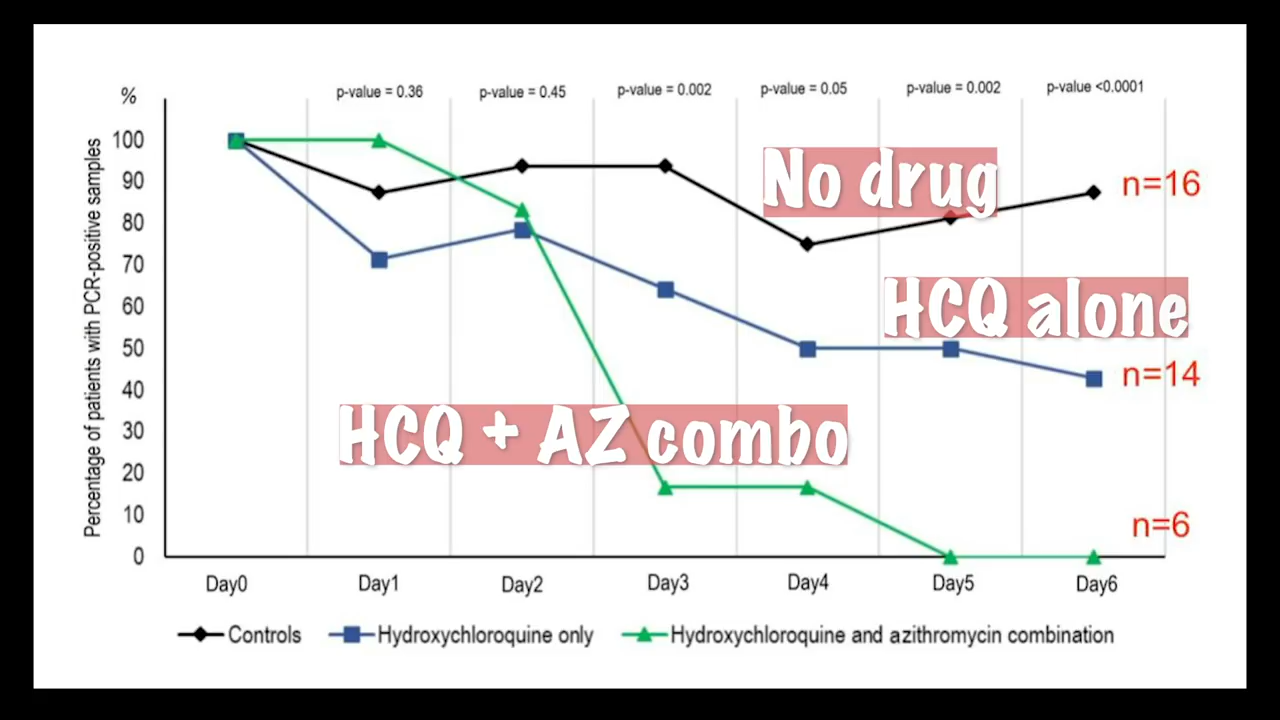 %
p-value = 0.36 p-value = 0.45 p-value = 0.002 p-value = 0.05 p-value = 0.002 p-value <0.0001
Percentage of patients with PCR-positive samples
100
90
80
70
60
50
40
30
20
10
0
No drug
n=16
HCQ alone
n=14
HCQ + AZ combo
n=6
Day0 Day1 Day2 Day3 Day4 Day5 Day6
Controls Hydroxychloroquine only Hydroxychloroquine and azithromycin combination